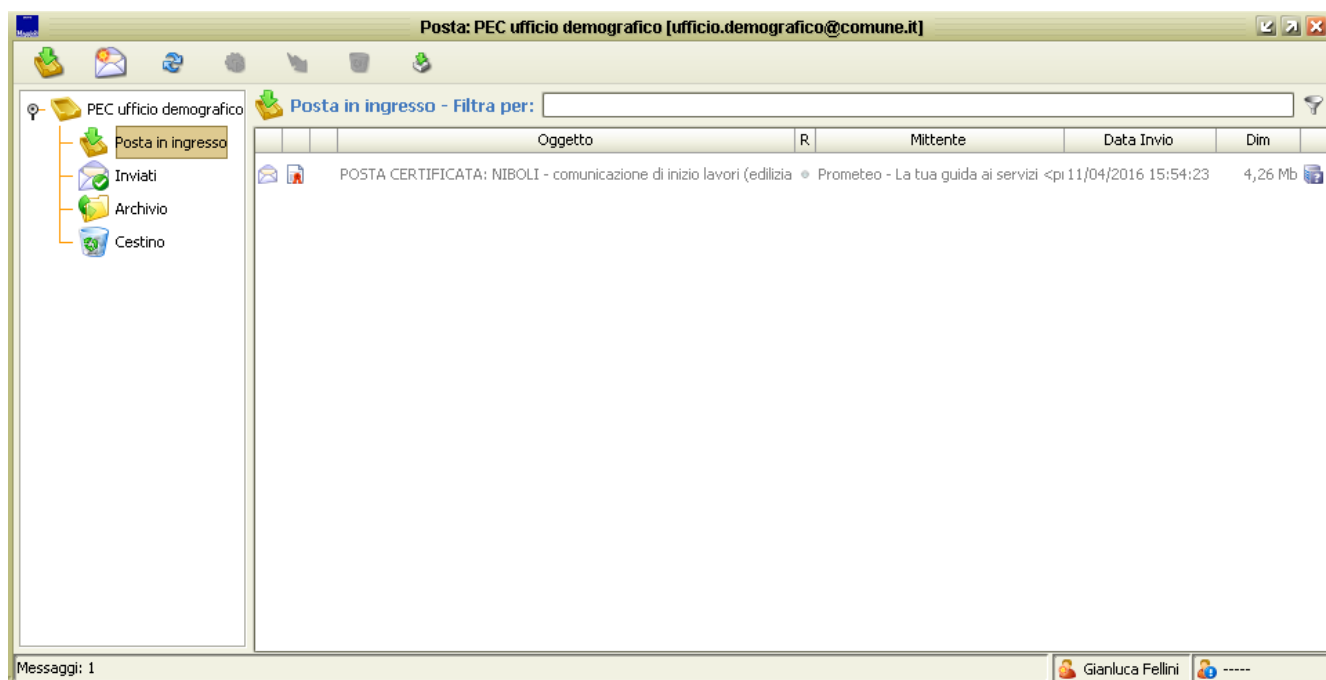 Posta: PEC ufficio demografico [ufficio.demografico@comune.it]
PEC ufficio demografico
Posta in ingresso
Inviati
Archivio
Cestino
Posta in ingresso - Filtra per:
Oggetto R Mittente Data Invio Dim
POSTA CERTIFICATA: NIBOLI - comunicazione di inizio lavori (edilizia Prometeo - La tua guida ai servizi <pr 11/04/2016 15:54:23 4,26 Mb
Messaggi: 1
Gianluca Fellini
-----